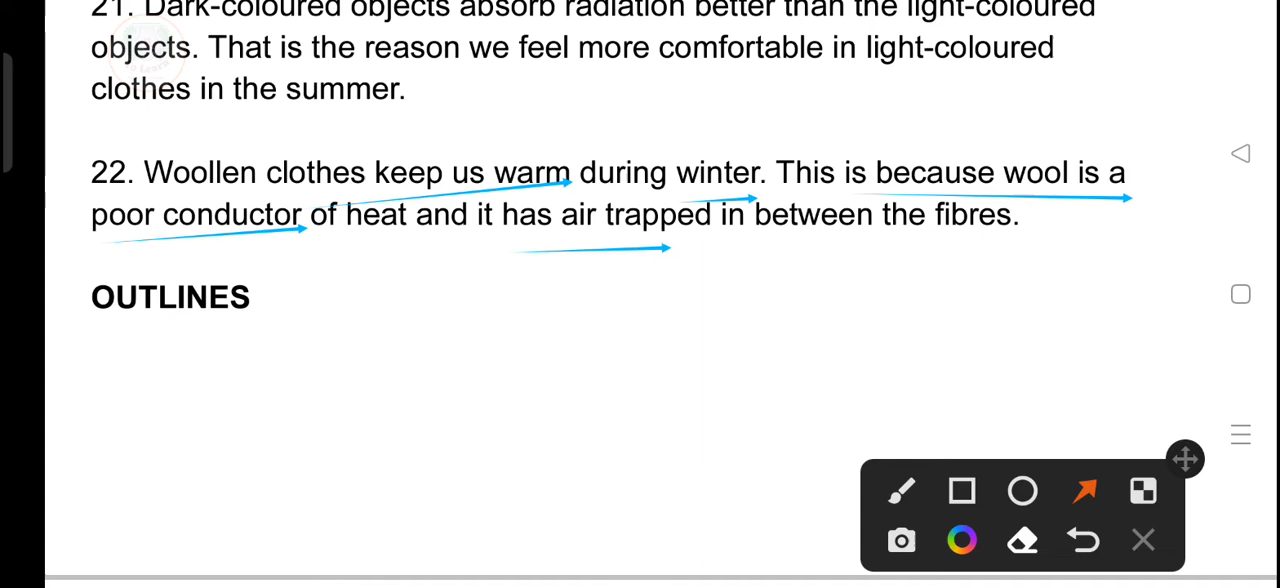 21. Dark-coloured objects absorb radiation better than the light-coloured
objects. That is the reason we feel more comfortable in light-coloured
clothes in the summer.
22. Woollen clothes keep us warm during winter. This is because wool is a
poor conductor of heat and it has air trapped in between the fibres.
OUTLINES